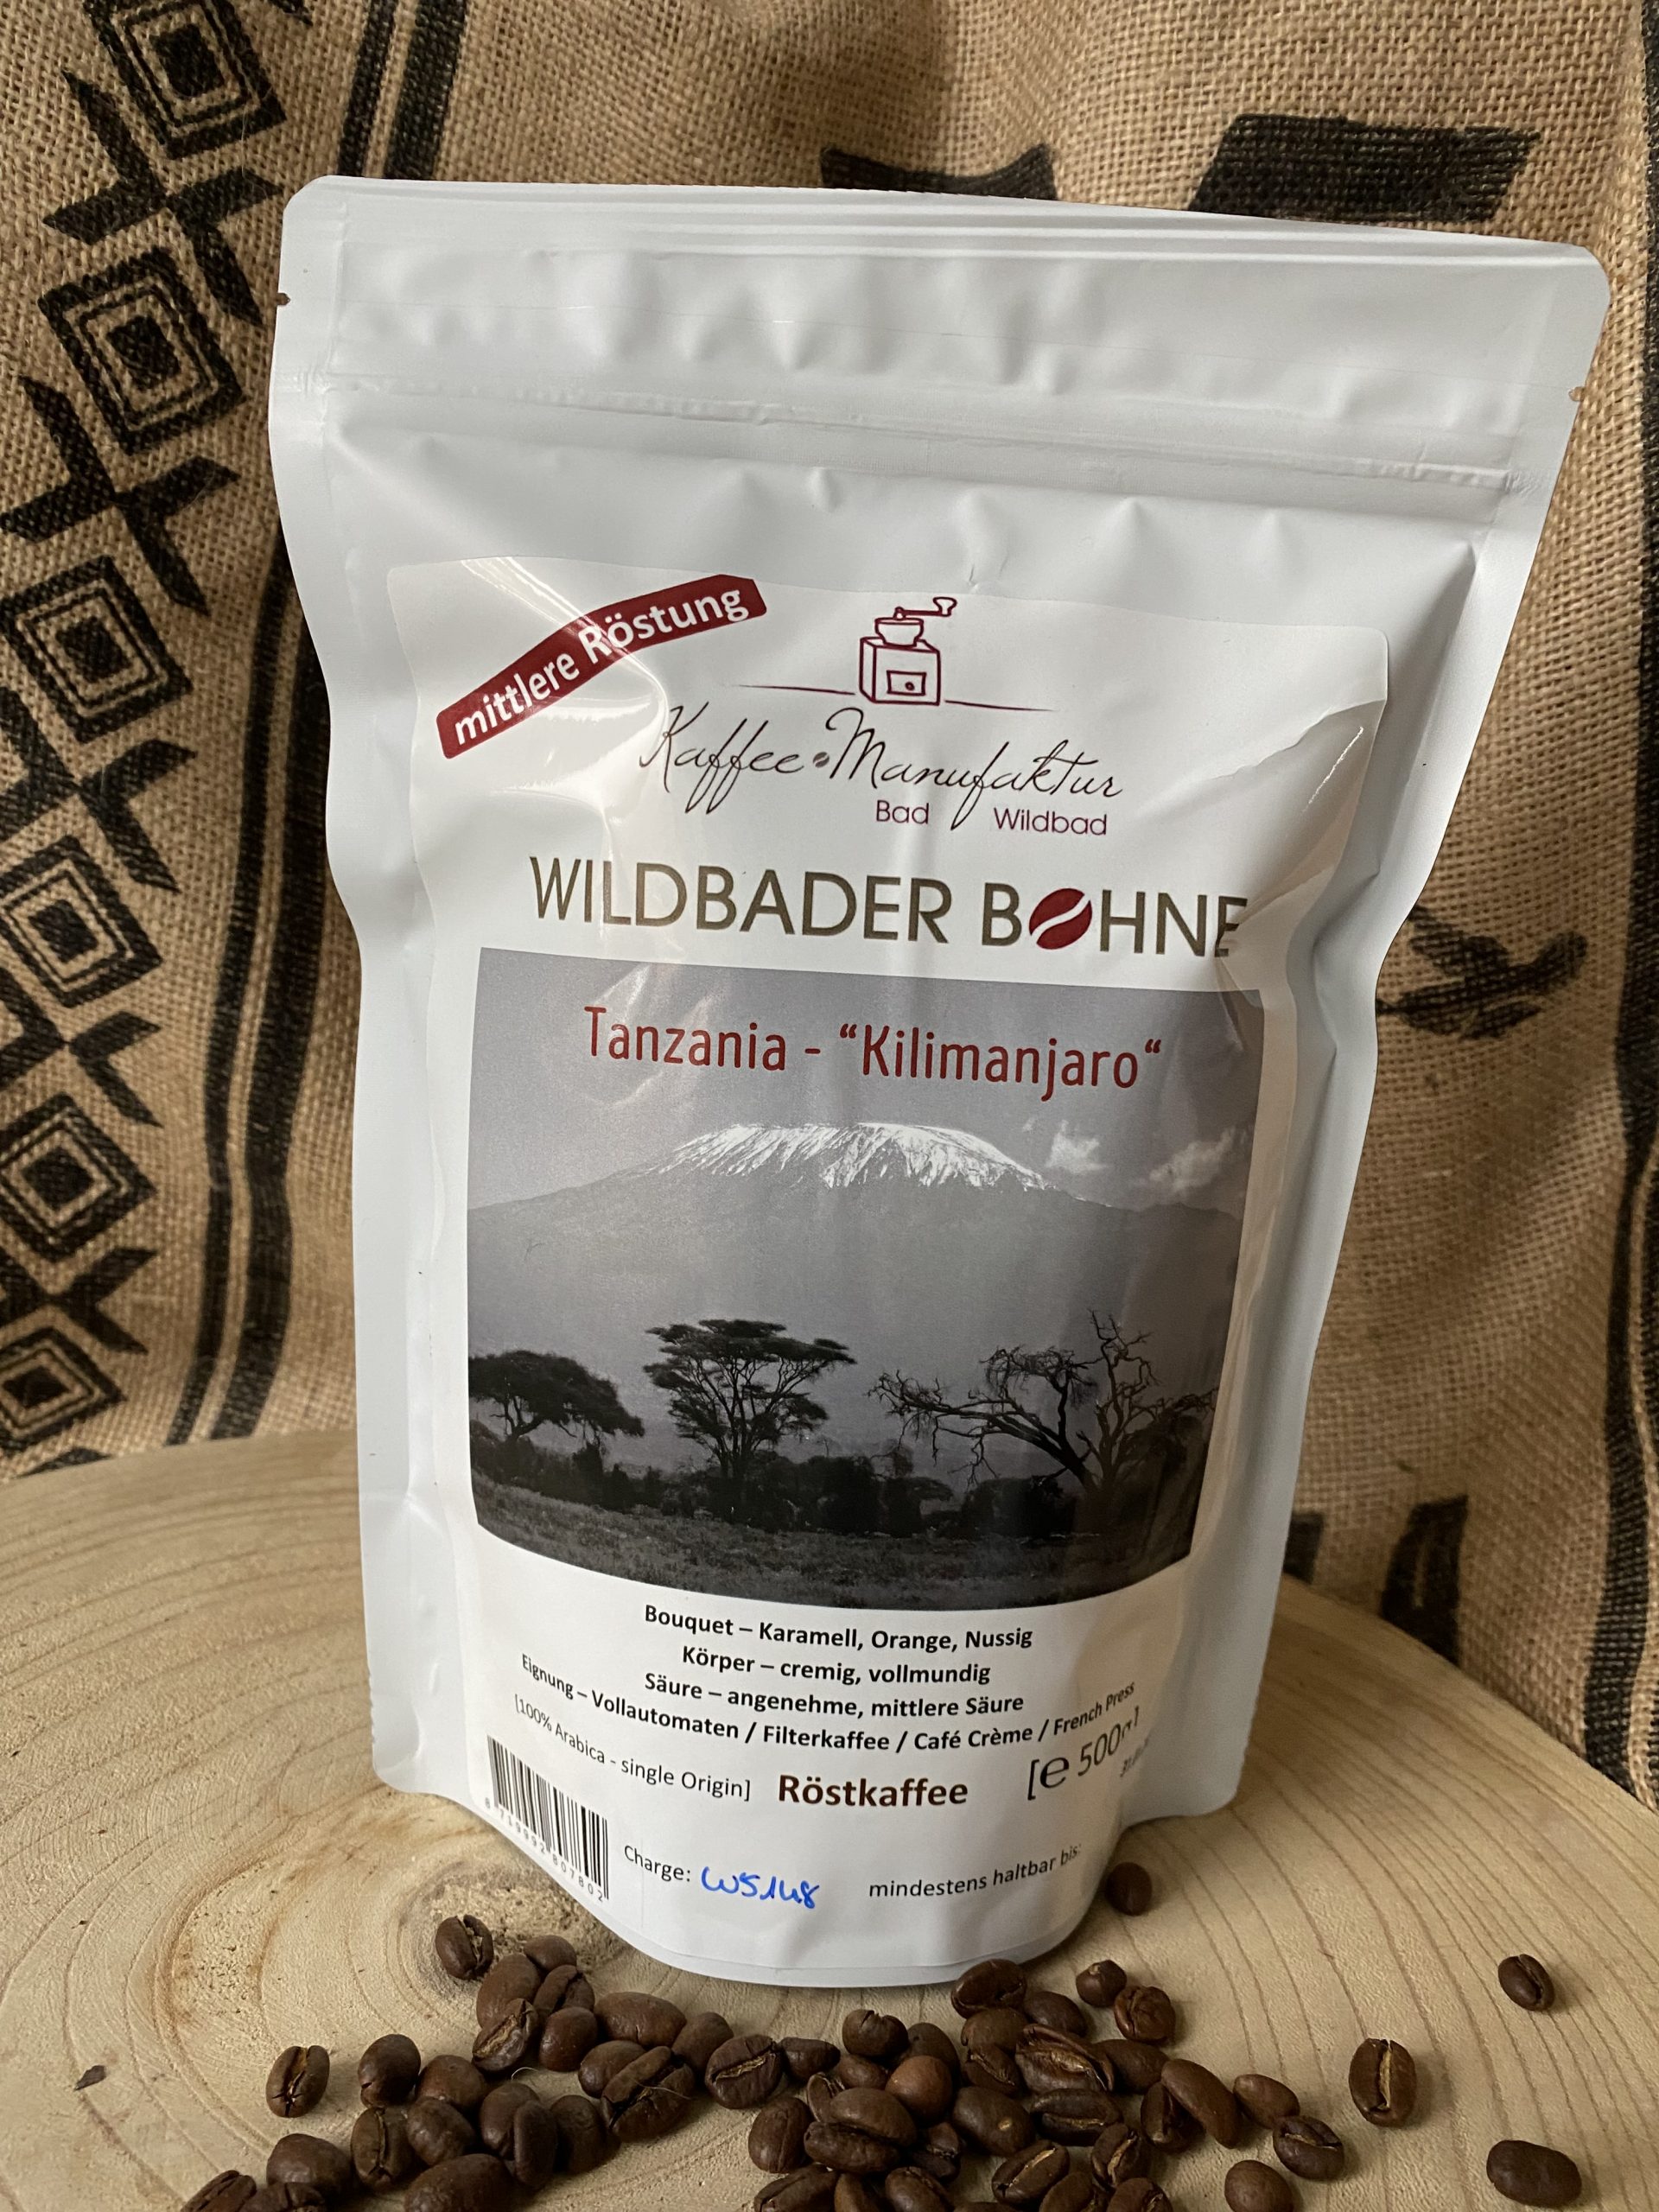 mittlere Röstung
Kaffee Manufaktur
Bad Wildbad
WILDBADER BOHNE
Tanzania - “Kilimanjaro“
Bouquet – Karamell, Orange, Nussig
Körper – cremig, vollmundig
Säure – angenehme, mittlere Säure
Eignung – Vollautomaten / Filterkaffee / Café Crème / French Press
[100% Arabica - single Origin] Röstkaffee [e 500g]
Charge: W5148 mindestens haltbar bis: